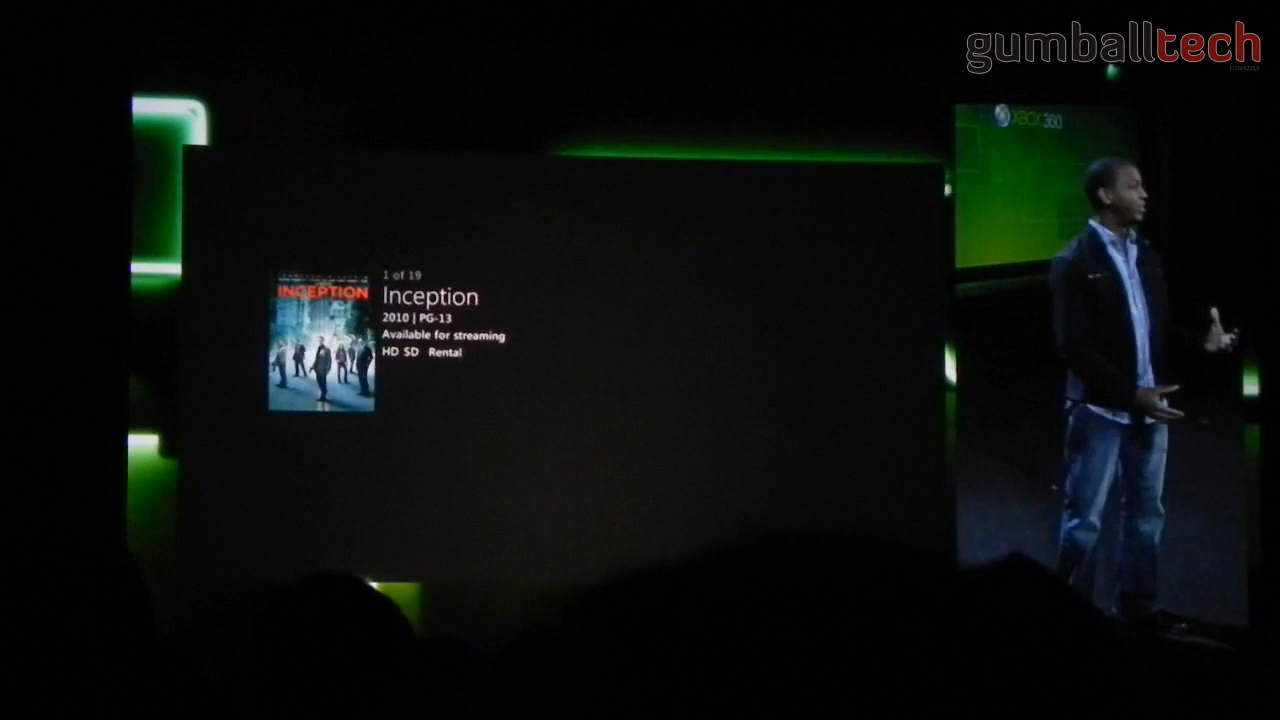 gumballtech
XBOX360
1 of 19
INCEPTION
Inception
2010 | PG-13
Available for streaming
HD SD Rental